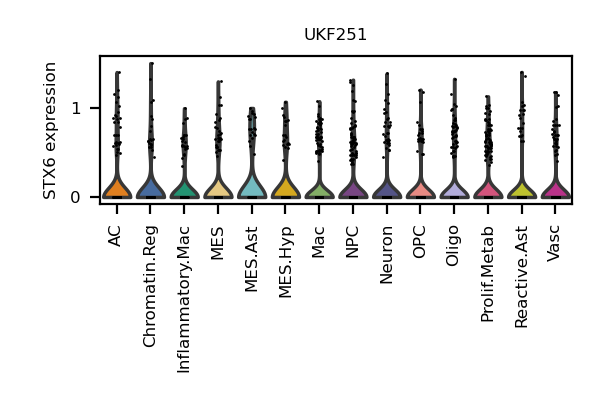 UKF251
STX6 expression
1
0
AC
Chromatin.Reg
Inflammatory.Mac
MES
MES.Ast
MES.Hyp
Mac
NPC
Neuron
OPC
Oligo
Prolif.Metab
Reactive.Ast
Vasc